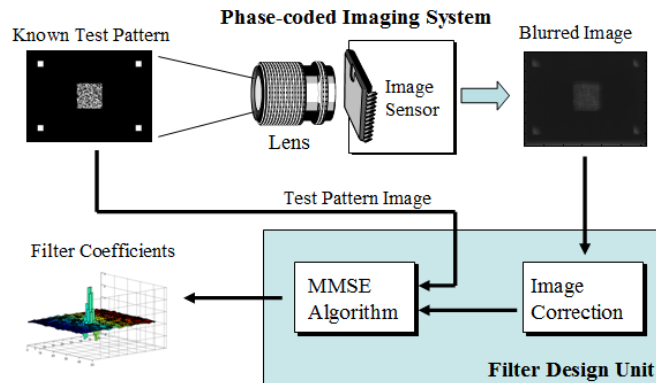 Phase-coded Imaging System
Known Test Pattern
Blurred Image
Image
Sensor
Lens
Test Pattern Image
Filter Coefficients
MMSE
Algorithm
Image
Correction
Filter Design Unit